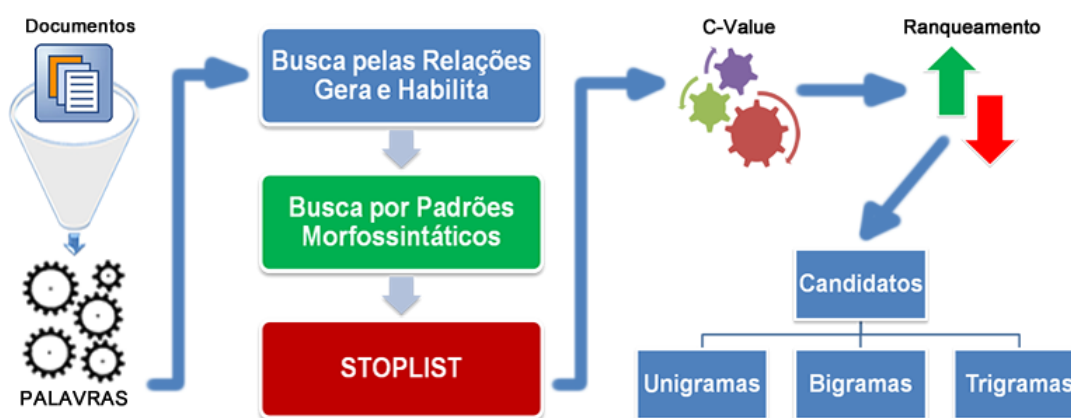 Documentos
PALAVRAS
Busca pelas Relações
Gera e Habilita
Busca por Padrões
Morfossintáticos
STOPLIST
C-Value
Ranqueamento
Candidatos
Unigramas
Bigramas
Trigramas